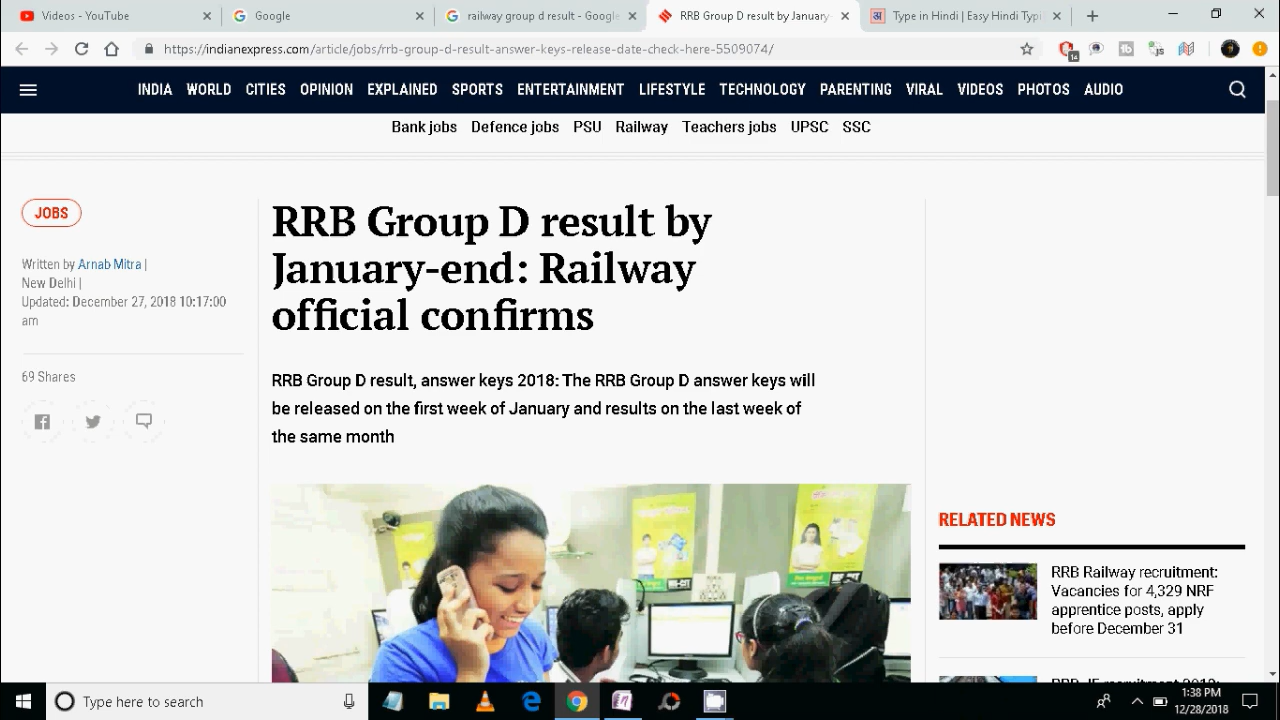 Videos - YouTube
Google
railway group d result - Google
RRB Group D result by January-
Type in Hindi | Easy Hindi Typi
https://indianexpress.com/article/jobs/rrb-group-d-result-answer-keys-release-date-check-here-5509074/
14
INDIA WORLD CITIES OPINION EXPLAINED SPORTS ENTERTAINMENT LIFESTYLE TECHNOLOGY PARENTING VIRAL VIDEOS PHOTOS AUDIO
Bank jobs Defence jobs PSU Railway Teachers jobs UPSC SSC
JOBS
Written by Arnab Mitra |
New Delhi |
Updated: December 27, 2018 10:17:00
am
69 Shares
RRB Group D result by
January-end: Railway
official confirms
RRB Group D result, answer keys 2018: The RRB Group D answer keys will
be released on the first week of January and results on the last week of
the same month
RELATED NEWS
RRB Railway recruitment:
Vacancies for 4,329 NRF
apprentice posts, apply
before December 31
Type here to search
1:38 PM
12/28/2018